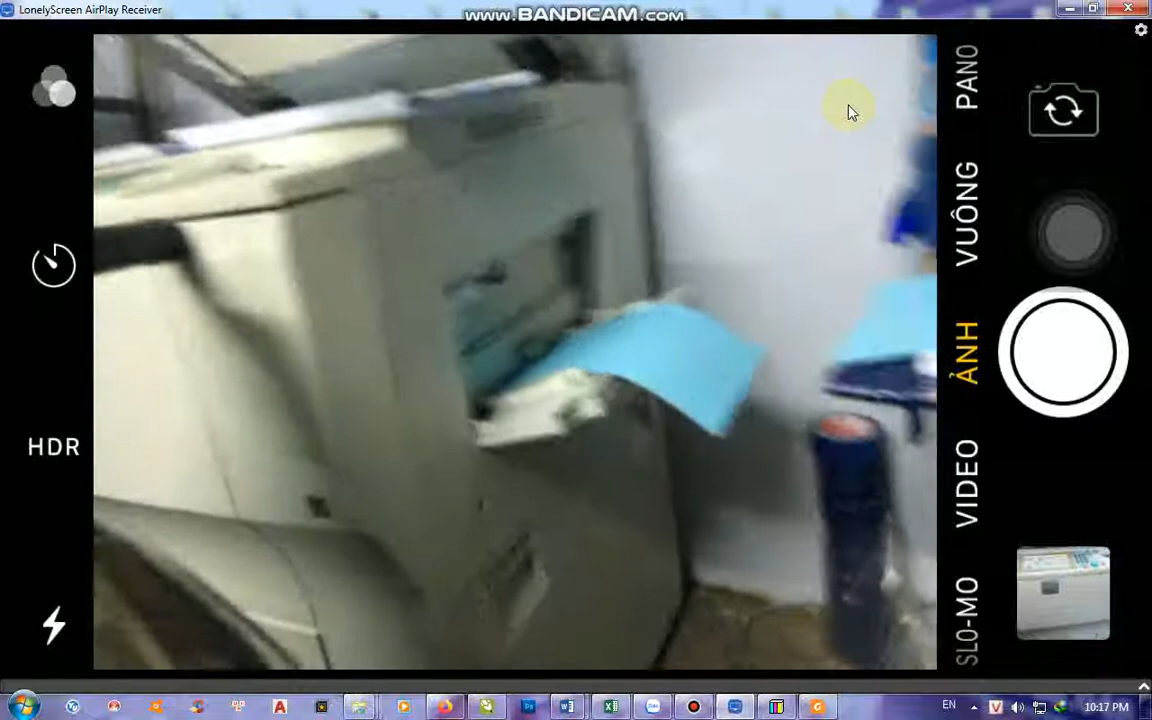 LonelyScreen AirPlay Receiver
www.BANDICAM.com
HDR
PANO
VUÔNG
ẢNH
VIDEO
SLO-MO
EN
10:17 PM